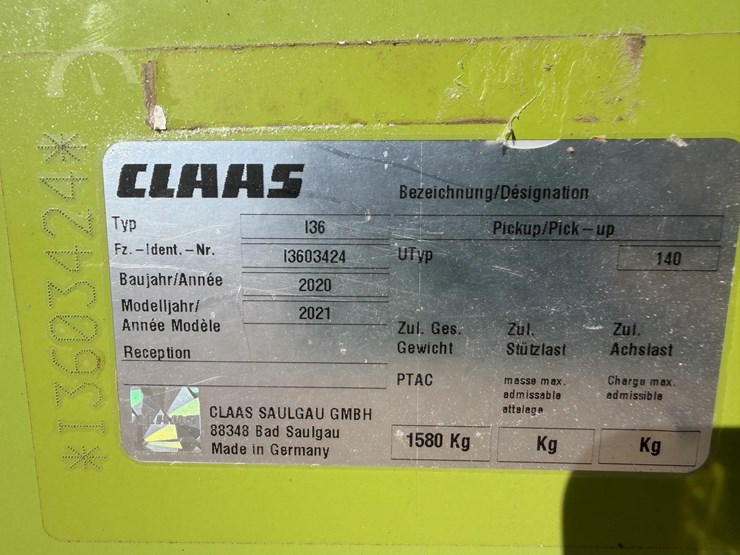 *I3603424*
CLAAS
Bezeichnung/Désignation
Typ I36 Pickup/Pick-up
Fz.-Ident.-Nr. I3603424 UTyp 140
Baujahr/Année 2020
Modelljahr/
Année Modèle 2021
Reception
Zul. Ges.
Gewicht
Zul.
Stützlast
Zul.
Achslast
PTAC
masse max.
admissable
attelage
Charge max.
admissible
1580 Kg Kg Kg
CLAAS SAULGAU GMBH
88348 Bad Saulgau
Made in Germany